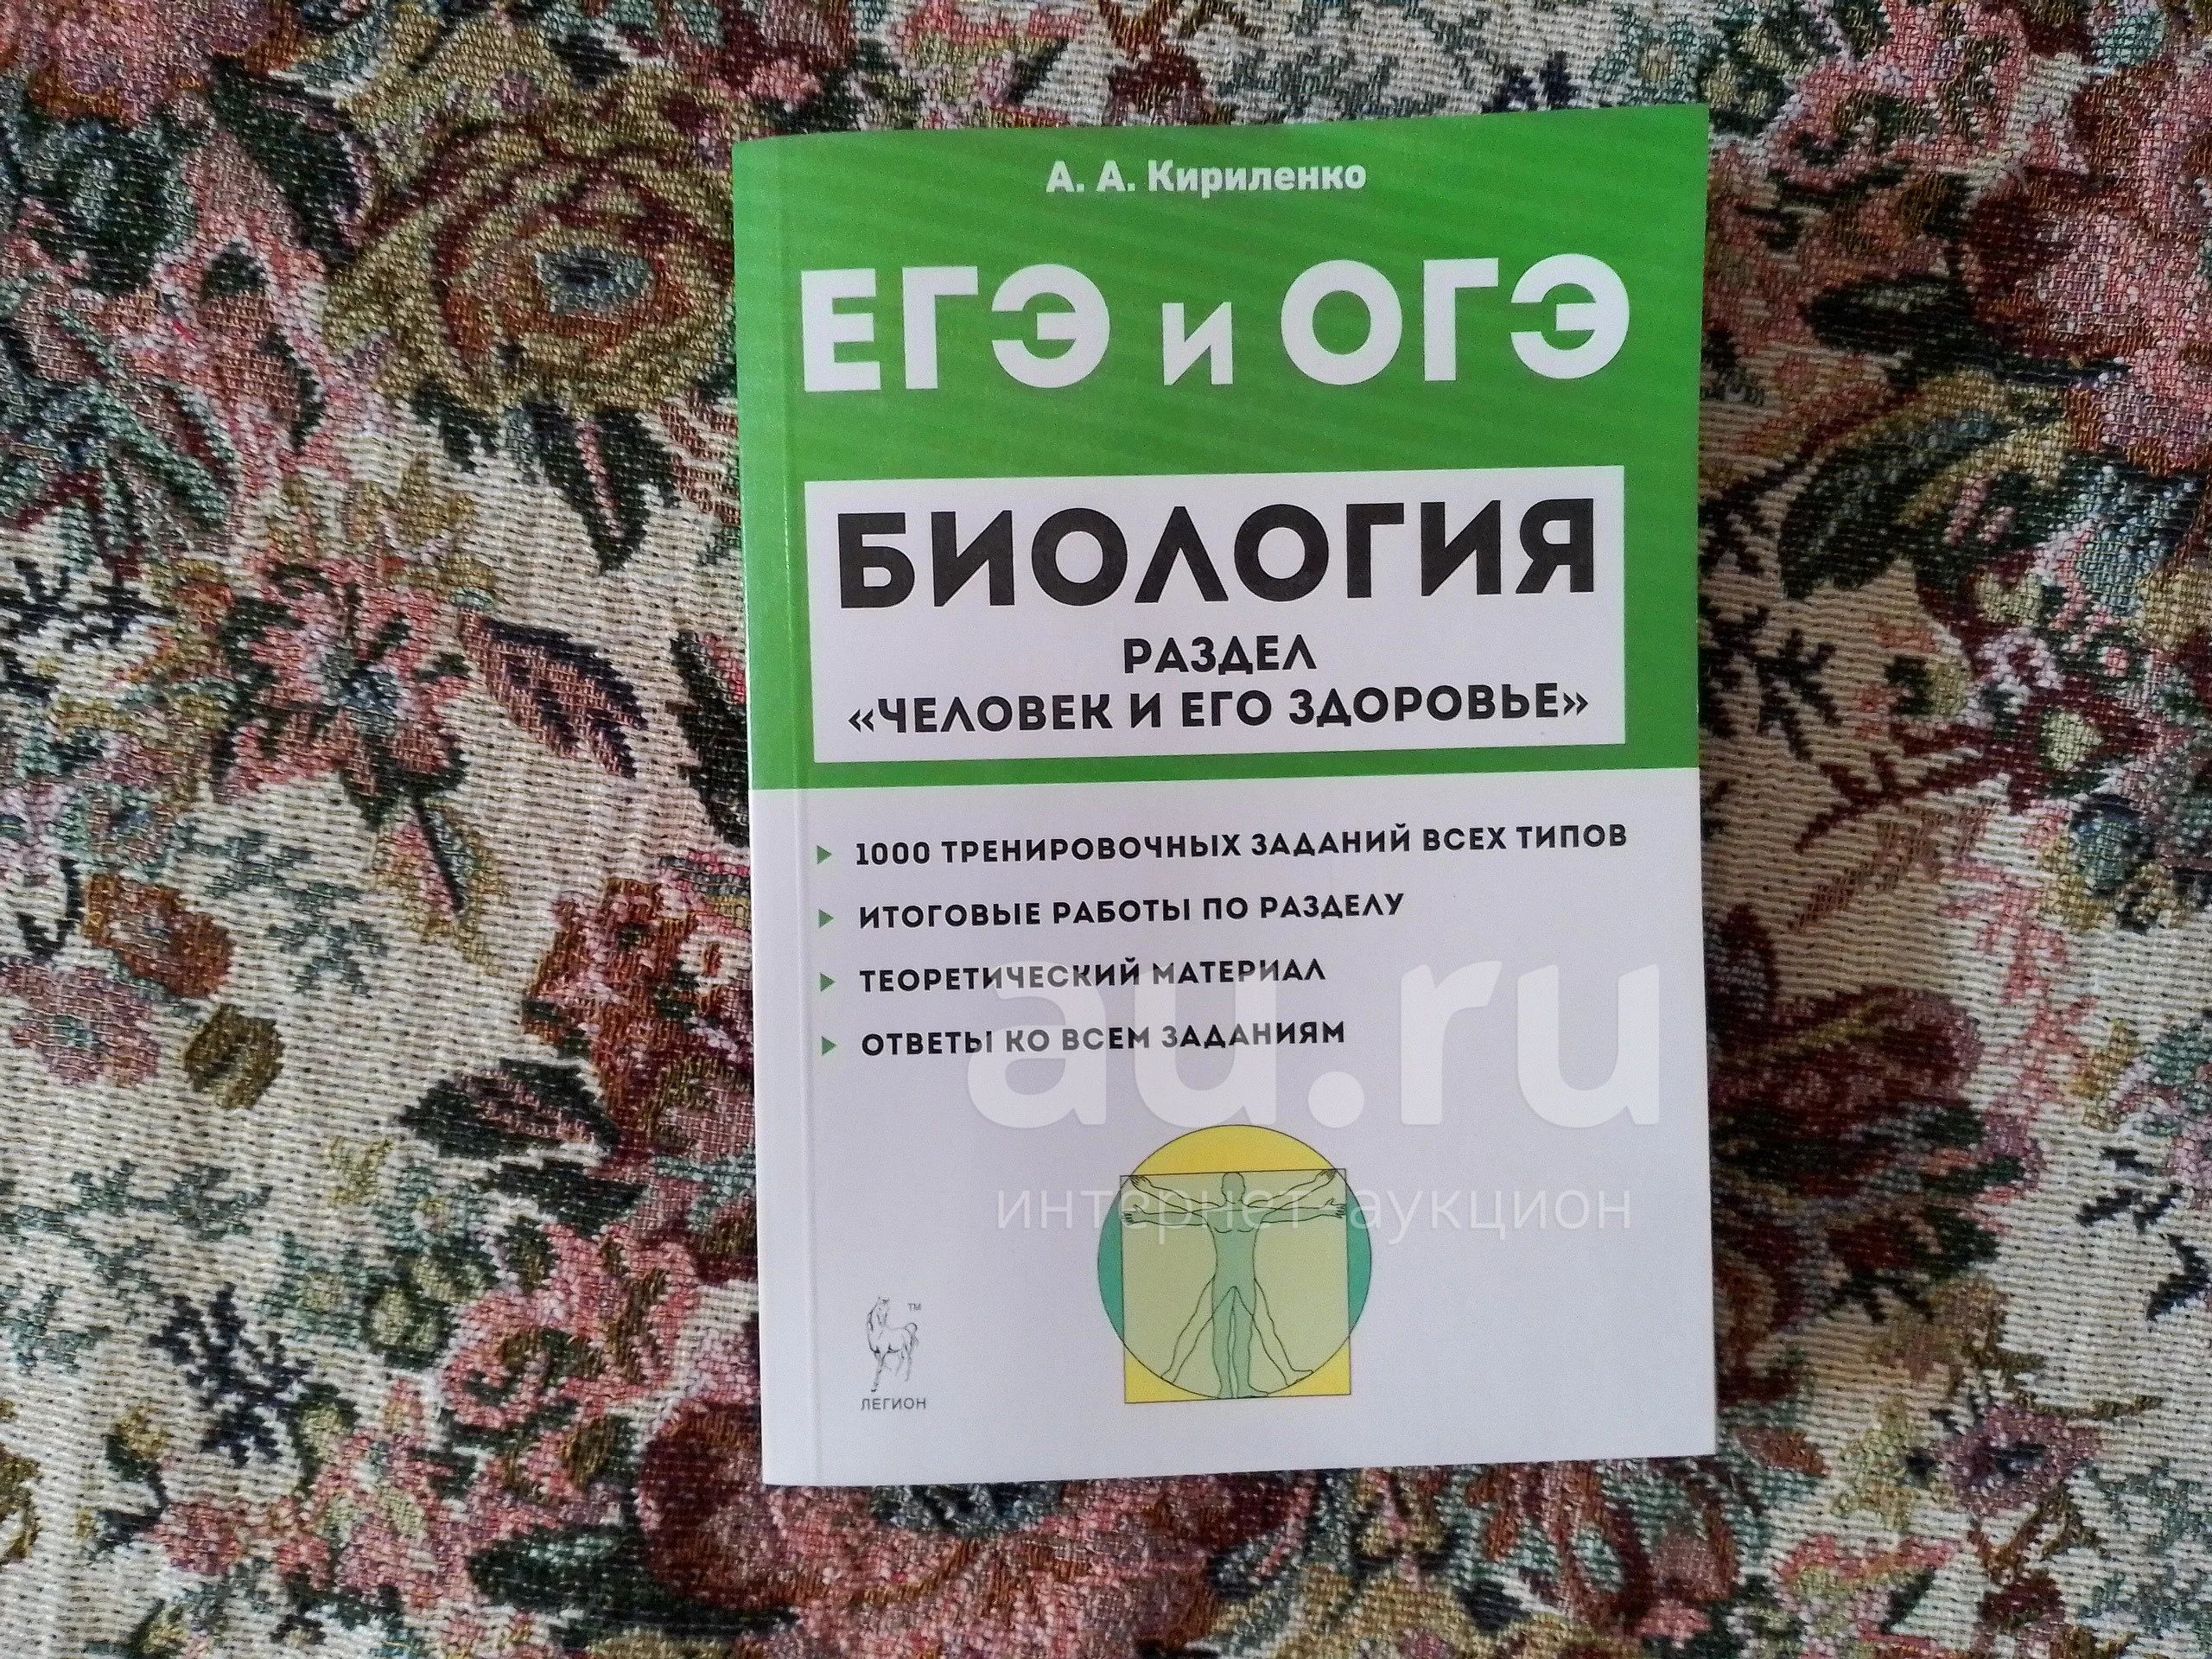 А. А. Кириленко
ЕГЭ и ОГЭ
БИОЛОГИЯ
РАЗДЕЛ
«ЧЕЛОВЕК И ЕГО ЗДОРОВЬЕ»
1000 ТРЕНИРОВОЧНЫХ ЗАДАНИЙ ВСЕХ ТИПОВ
ИТОГОВЫЕ РАБОТЫ ПО РАЗДЕЛУ
ТЕОРЕТИЧЕСКИЙ МАТЕРИАЛ
ОТВЕТЫ КО ВСЕМ ЗАДАНИЯМ
au.ru
интернет аукцион
TM
ЛЕГИОН